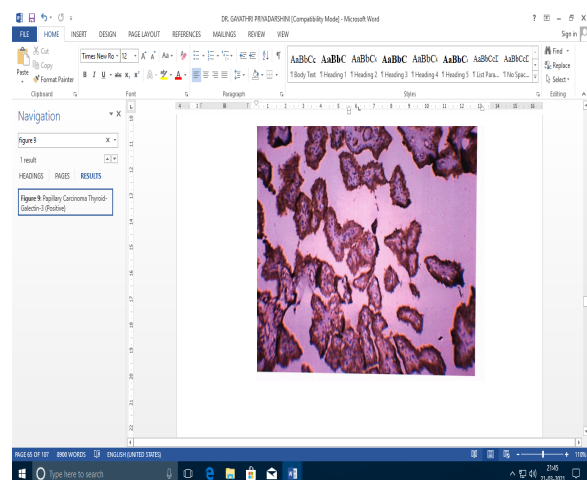 DR. GAYATHRI PRIYADARSHINI [Compatibility Mode] - Microsoft Word
Sign in
FILE HOME INSERT DESIGN PAGE LAYOUT REFERENCES MAILINGS REVIEW VIEW
Cut
Copy
Format Painter
Paste
Clipboard
Times New Ro 12
Font
Paragraph
AaBbCc AaBbC AaBbC AaBbC AaBbC AaBbC AaBbCcI AaBbCcI
¶ Body Text ¶ Heading 1 ¶ Heading 2 ¶ Heading 3 ¶ Heading 4 ¶ Heading 5 ¶ List Para... ¶ No Spac...
Styles
Find
Replace
Select
Editing
Navigation
figure 9
1 result
HEADINGS PAGES RESULTS
Figure 9: Papillary Carcinoma Thyroid-
Galectin-3 (Positive)
PAGE 65 OF 107 8900 WORDS ENGLISH (UNITED STATES)
110%
Type here to search
21:45
21-03-2021